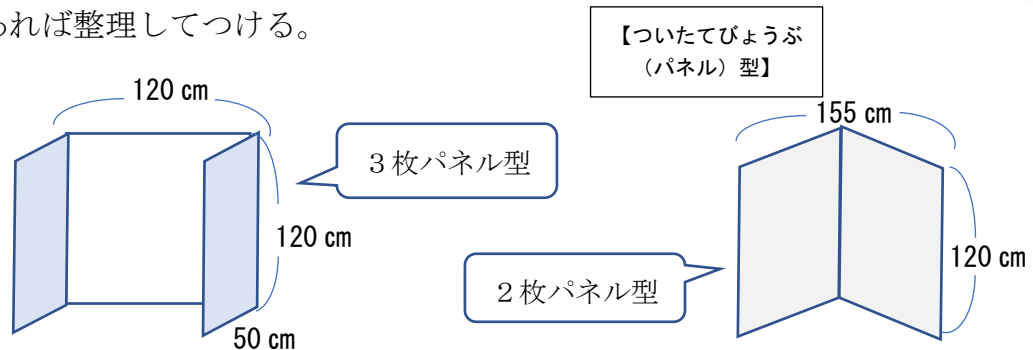 れば整理してつける。
【ついたてびょうぶ
（パネル）型】
120 cm
３枚パネル型
120 cm
50 cm
155 cm
２枚パネル型
120 cm